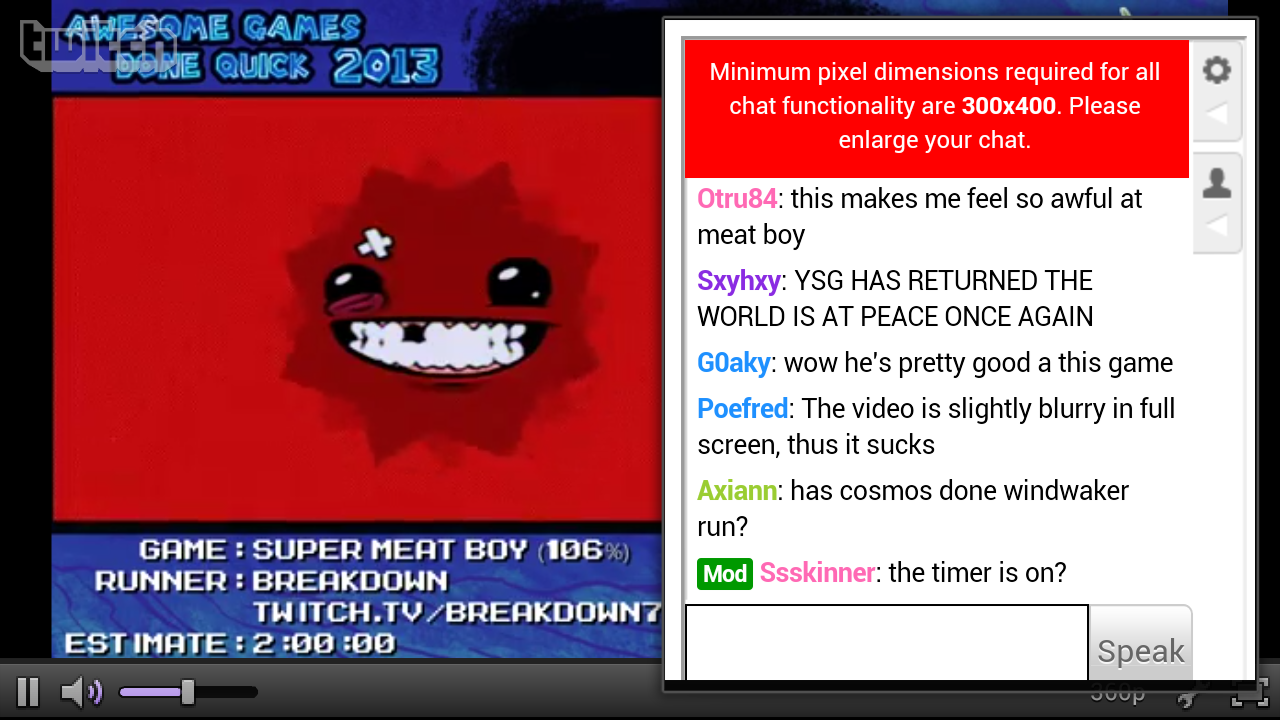 twitch
AWESOME GAMES
DONE QUICK 2013
Minimum pixel dimensions required for all
chat functionality are 300x400. Please
enlarge your chat.
Otru84: this makes me feel so awful at
meat boy
Sxyhxy: YSG HAS RETURNED THE
WORLD IS AT PEACE ONCE AGAIN
G0aky: wow he's pretty good a this game
Poefred: The video is slightly blurry in full
screen, thus it sucks
Axiann: has cosmos done windwaker
run?
Mod Ssskinner: the timer is on?
Speak
GAME : SUPER MEAT BOY (106%)
RUNNER : BREAKDOWN
TWITCH.TV/BREAKDOWN7
ESTIMATE : 2:00:00
360p